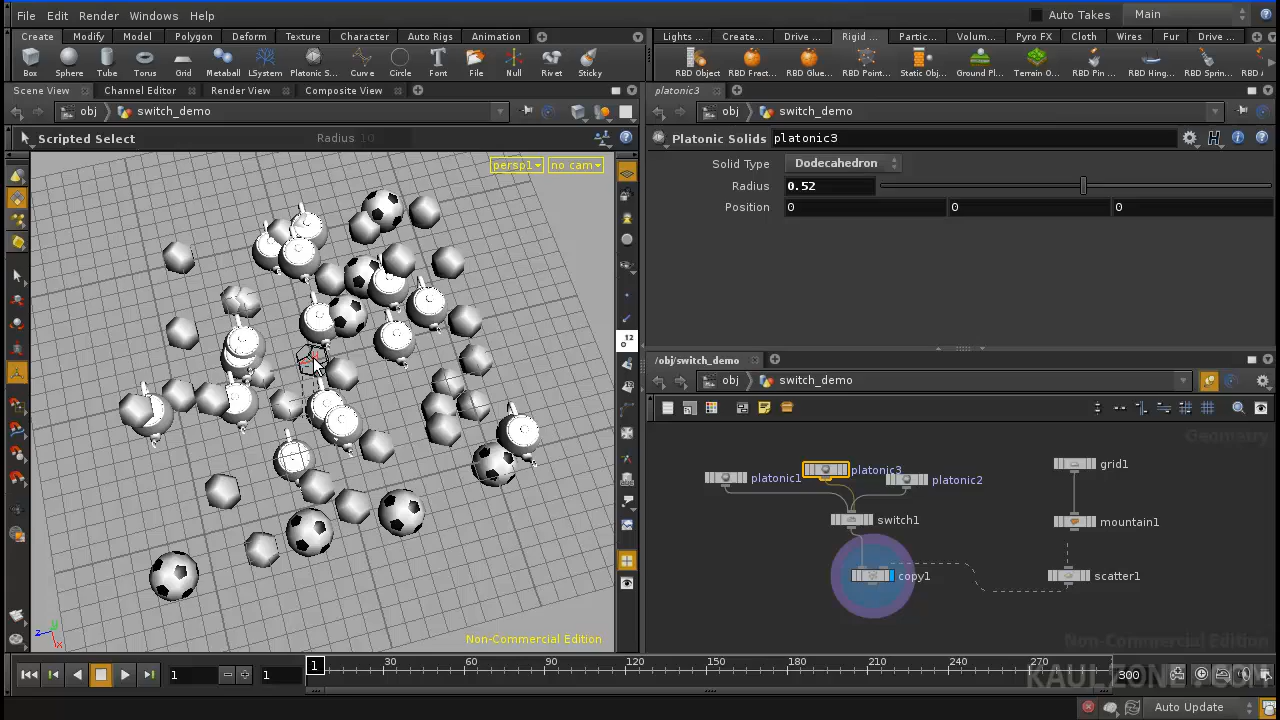 File Edit Render Windows Help Auto Takes Main
Create Modify Model Polygon Deform Texture Character Auto Rigs Animation Lights ... Create... Drive ... Rigid ... Partic... Volum... Pyro FX Cloth Wires Fur Drive ...
Box Sphere Tube Torus Grid Metaball LSystem Platonic S... Curve Circle Font File Null Rivet Sticky RBD Object RBD Fract... RBD Glue... RBD Point... Static Obj... Ground Pl... Terrain O... RBD Pin ... RBD Hing... RBD Sprin...
Scene View Channel Editor Render View Composite View platonic3
obj switch_demo obj switch_demo
Scripted Select Radius 10 Platonic Solids platonic3
persp1 no cam
Solid Type Dodecahedron
Radius 0.52
Position 0 0 0
/obj/switch_demo
obj switch_demo
Geometry
platonic1 platonic3 platonic2 grid1
switch1 mountain1
copy1 scatter1
Non-Commercial Edition Non-Commercial Edition
1 1 1 30 60 90 120 150 180 210 240 270 300
Auto Update